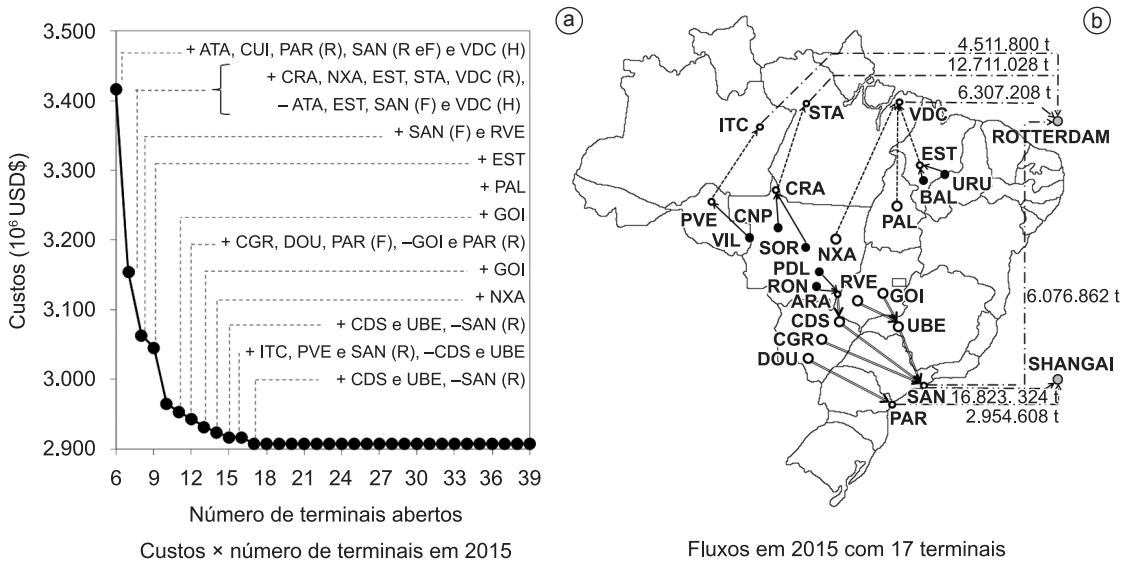 3.500
3.400
3.300
3.200
3.100
3.000
2.900
Custos (10⁶ USD$)
+ ATA, CUI, PAR (R), SAN (R eF) e VDC (H)
+ CRA, NXA, EST, STA, VDC (R),
– ATA, EST, SAN (F) e VDC (H)
+ SAN (F) e RVE
+ EST
+ PAL
+ GOI
+ CGR, DOU, PAR (F), –GOI e PAR (R)
+ GOI
+ NXA
+ CDS e UBE, –SAN (R)
+ ITC, PVE e SAN (R), –CDS e UBE
+ CDS e UBE, –SAN (R)
6 9 12 15 18 21 24 27 30 33 36 39
Número de terminais abertos
Custos × número de terminais em 2015
a
b
4.511.800 t
12.711.028 t
6.307.208 t
ITC
STA
VDC
ROTTERDAM
EST
URU
BAL
CRA
PVE
CNP
PAL
VIL
SOR
NXA
PDL
RVE
RON
GOI
ARA
6.076.862 t
CDS
UBE
CGR
DOU
SHANGAI
SAN
16.823. 324 t
PAR
2.954.608 t
Fluxos em 2015 com 17 terminais